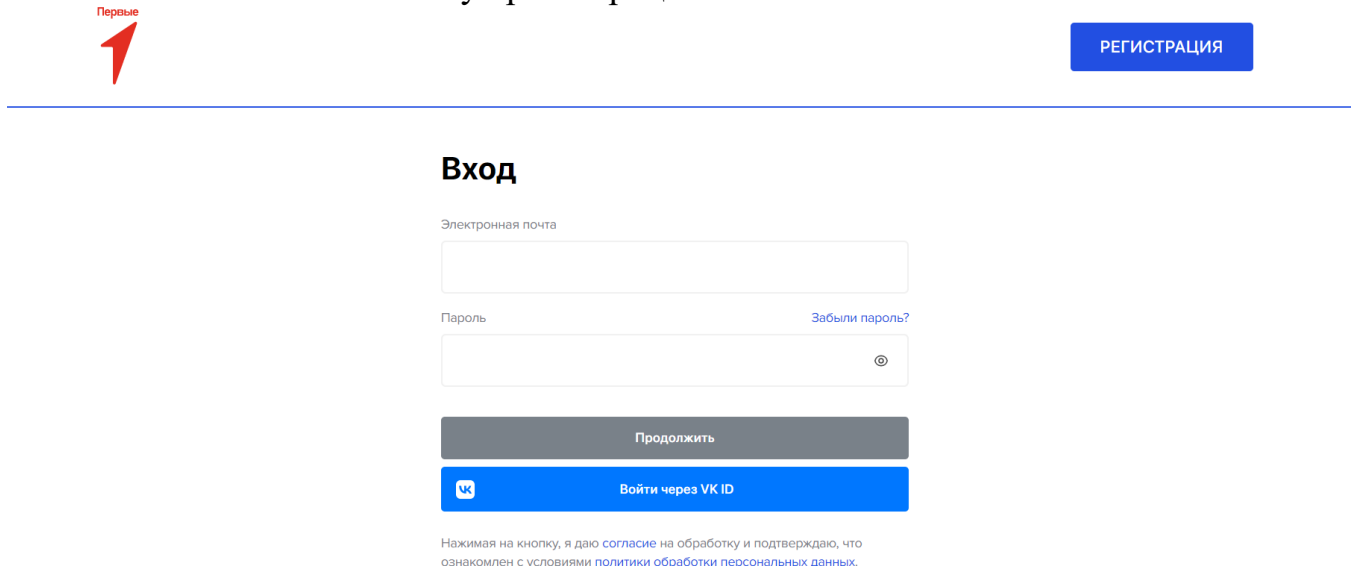 Первые
РЕГИСТРАЦИЯ
Вход
Электронная почта
Пароль
Забыли пароль?
Продолжить
Войти через VK ID
Нажимая на кнопку, я даю согласие на обработку и подтверждаю, что
ознакомлен с условиями политики обработки персональных данных.